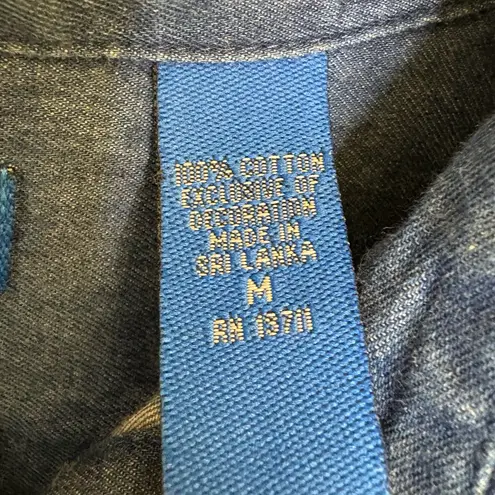 100% COTTON
EXCLUSIVE OF
DECORATION
MADE IN
SRI LANKA
M
RN 13711